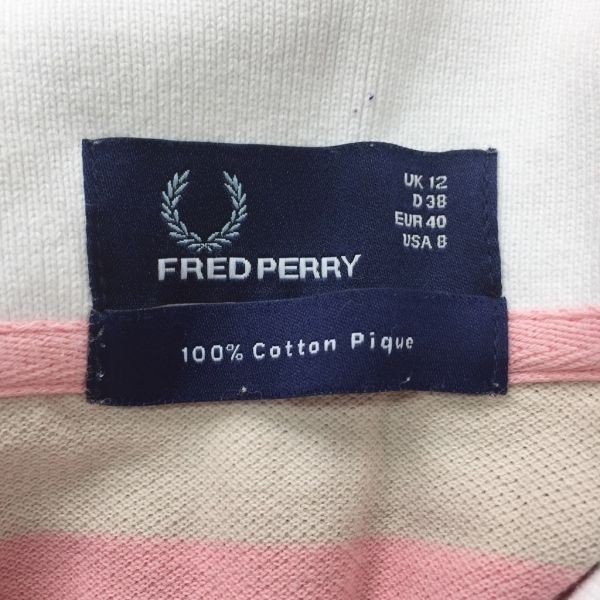 UK 12
D 38
EUR 40
USA 8
FRED PERRY
100% Cotton Pique